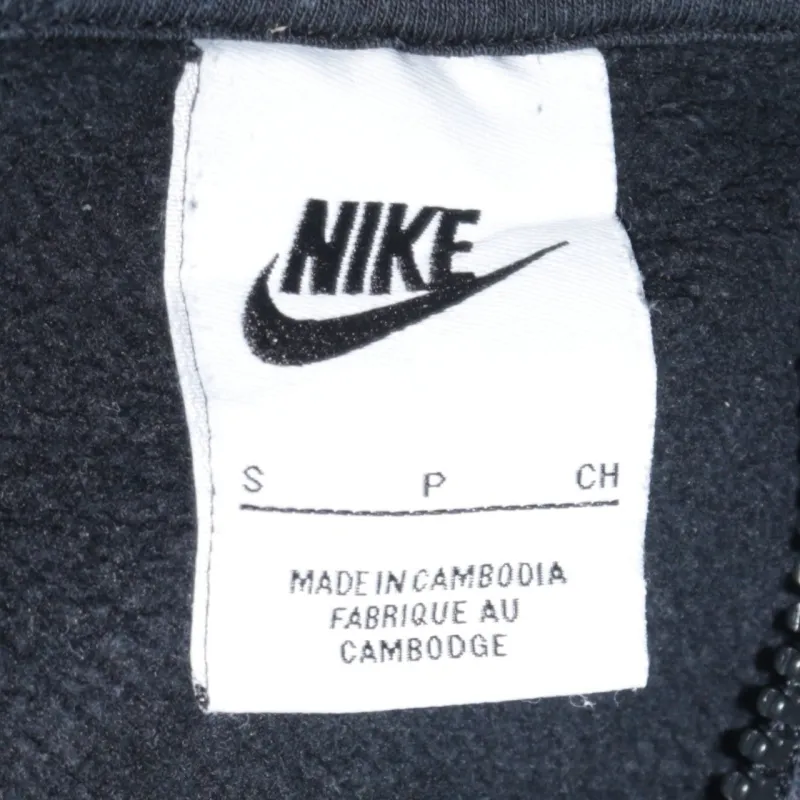 NIKE
S P CH
MADE IN CAMBODIA
FABRIQUE AU
CAMBODGE